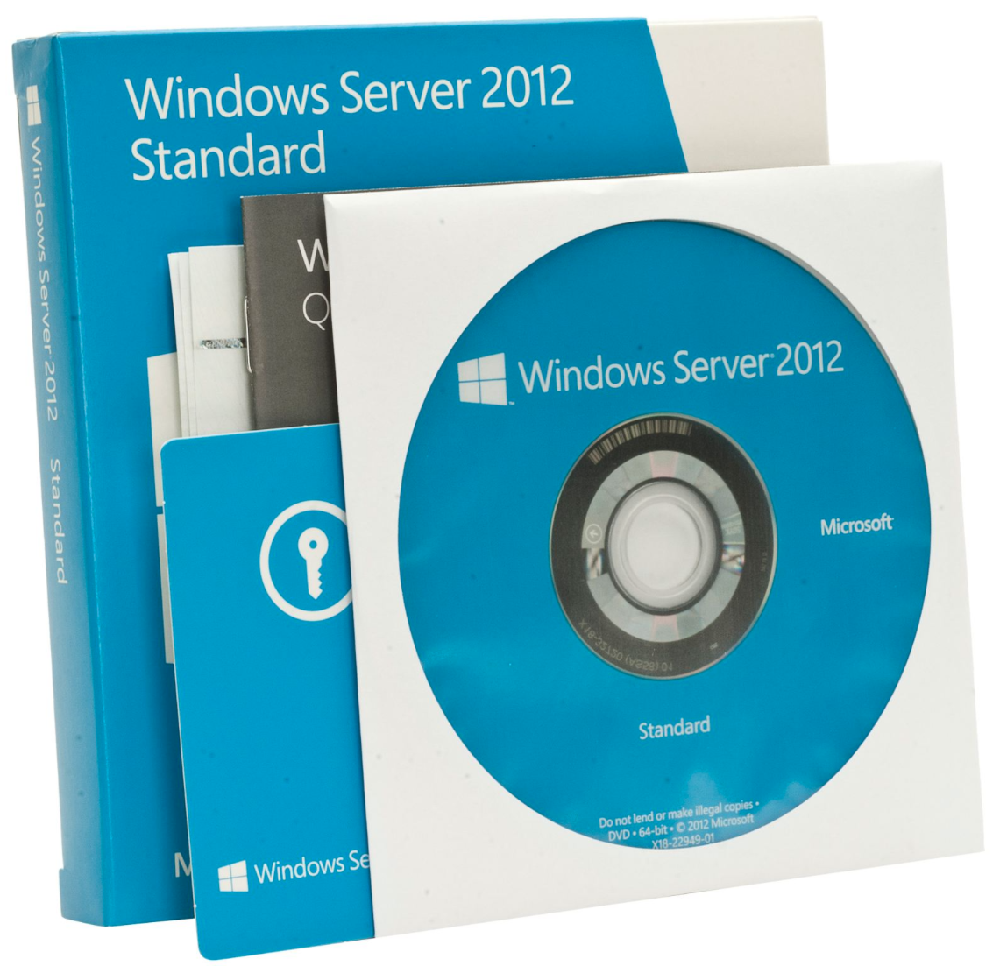 Windows Server 2012
Standard
Windows Server 2012 Standard
W
Q
Windows Server 2012
Microsoft
Standard
Do not lend or make illegal copies •
DVD • 64-bit • © 2012 Microsoft
X18-22949-01
M
Windows Se